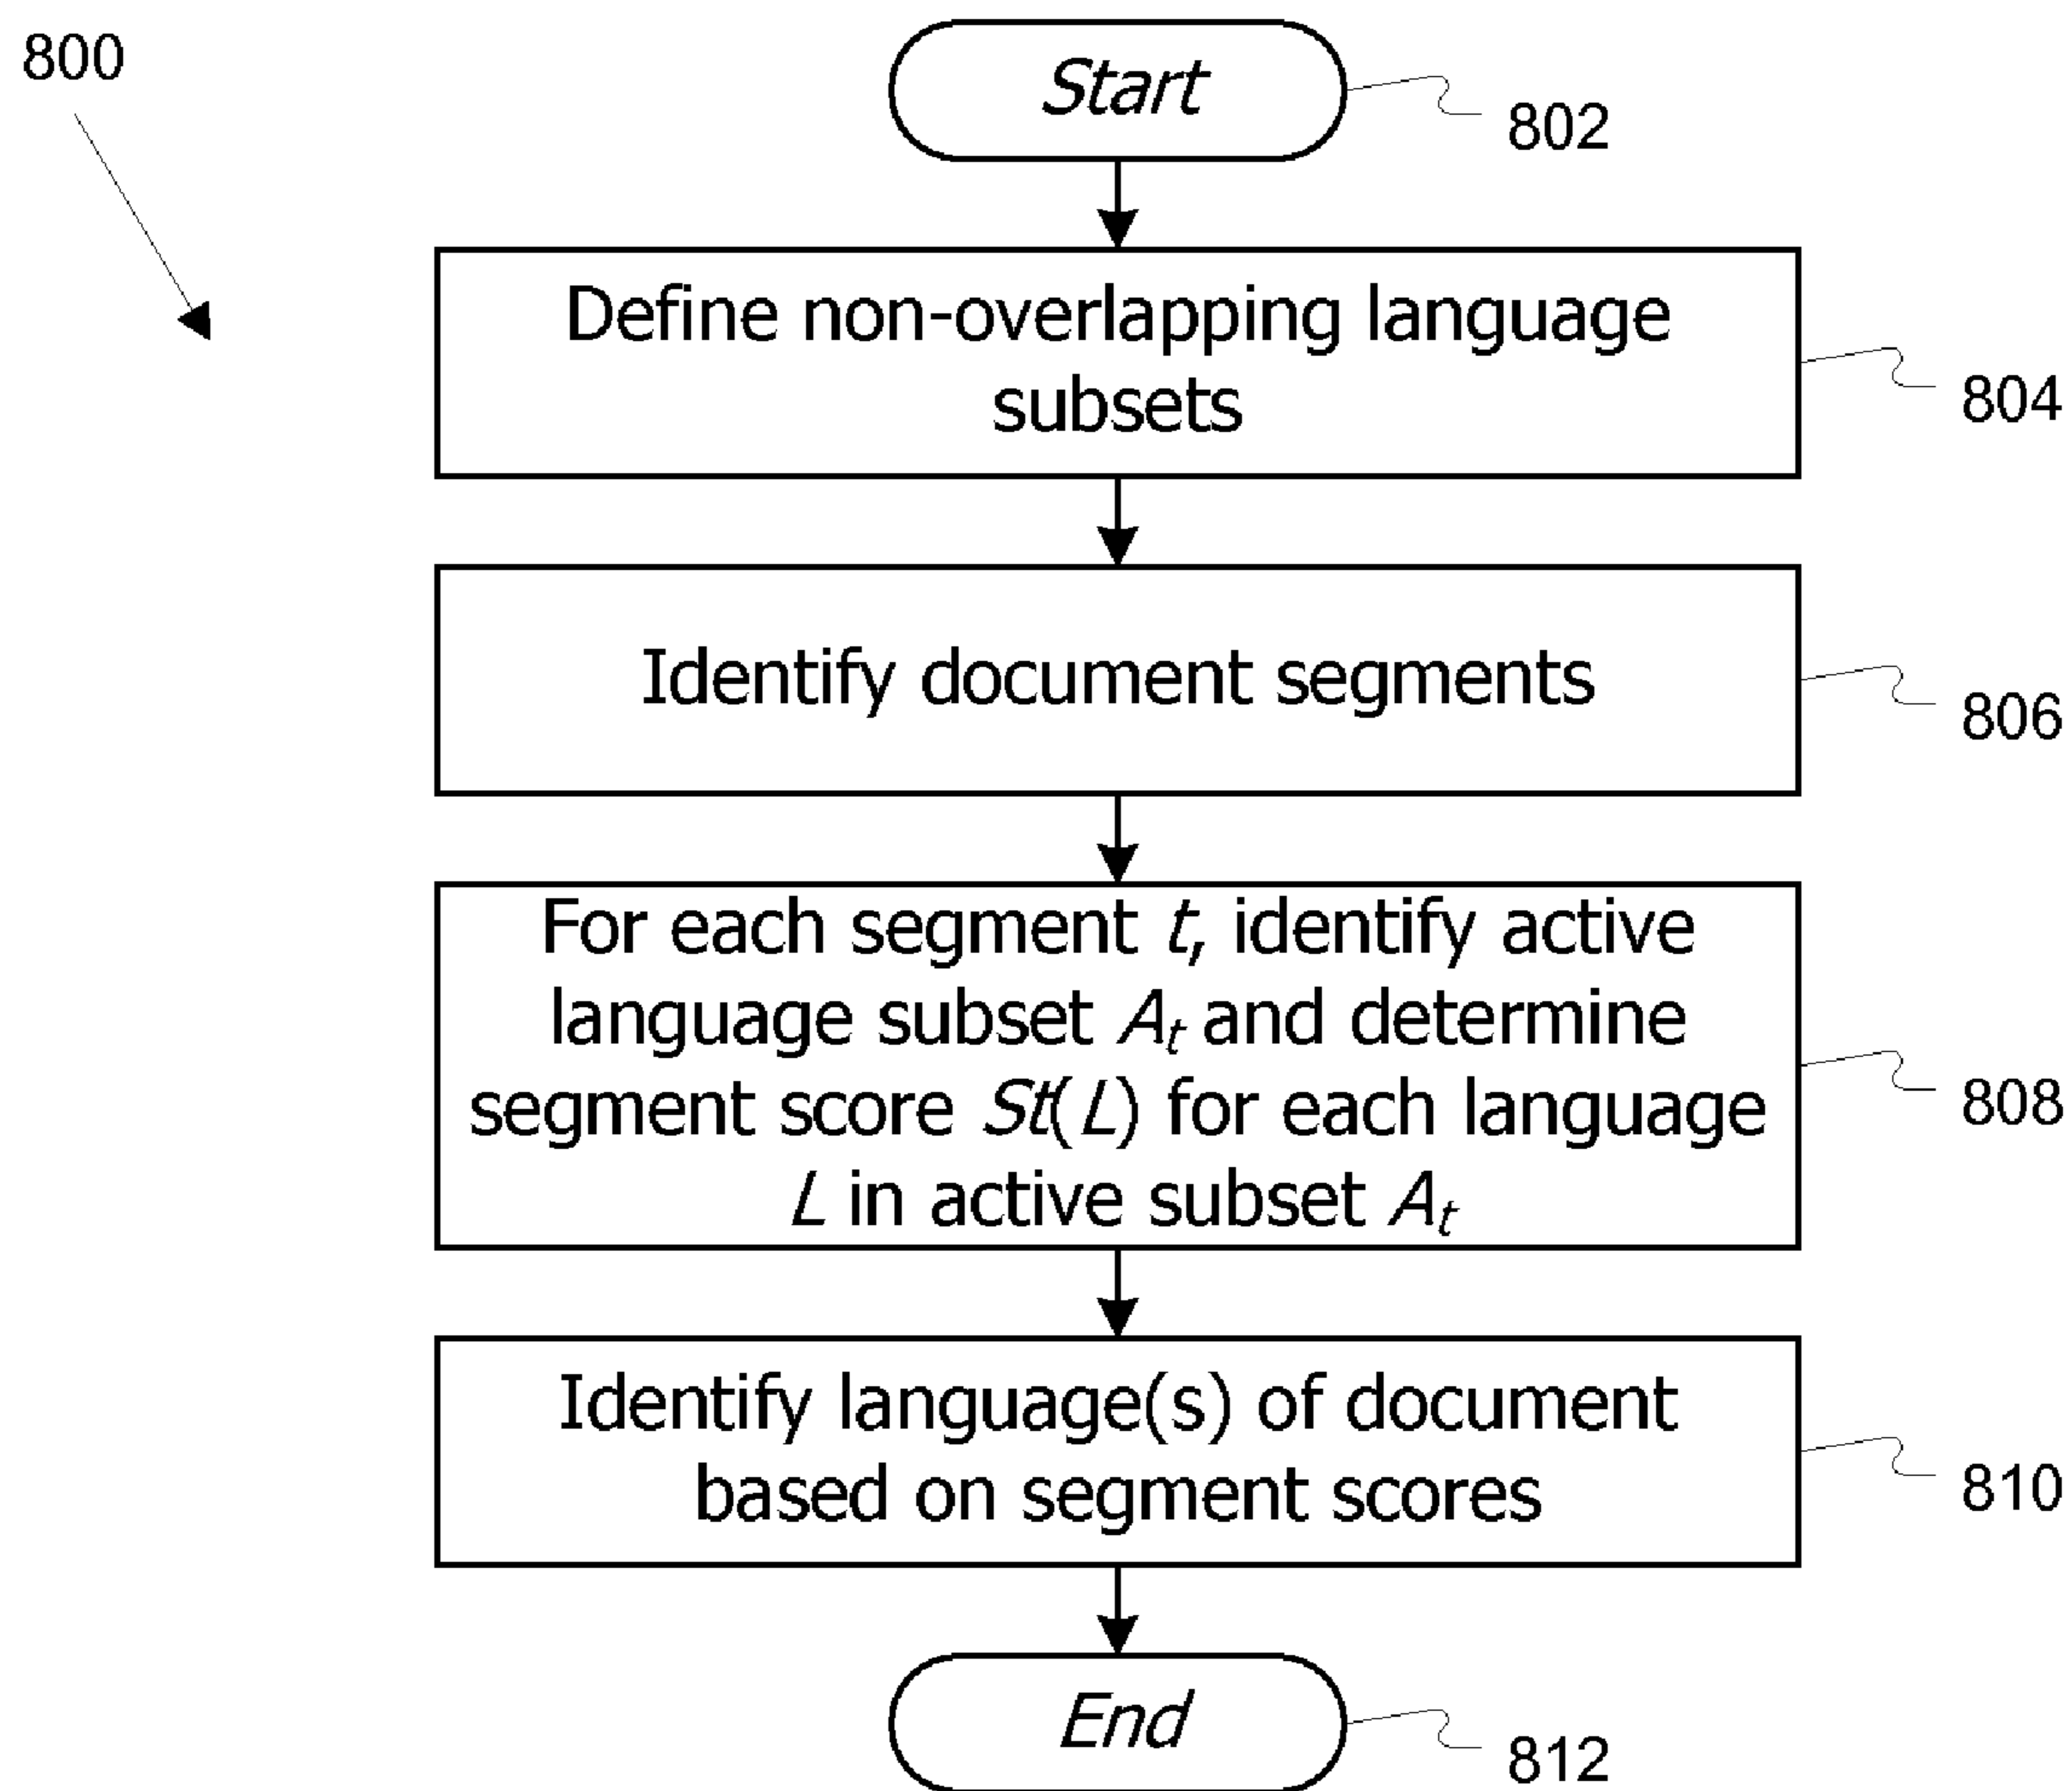 800
Start
802
Define non-overlapping language
subsets
804
Identify document segments
806
For each segment t, identify active
language subset At and determine
segment score St(L) for each language
L in active subset At
808
Identify language(s) of document
based on segment scores
810
End
812